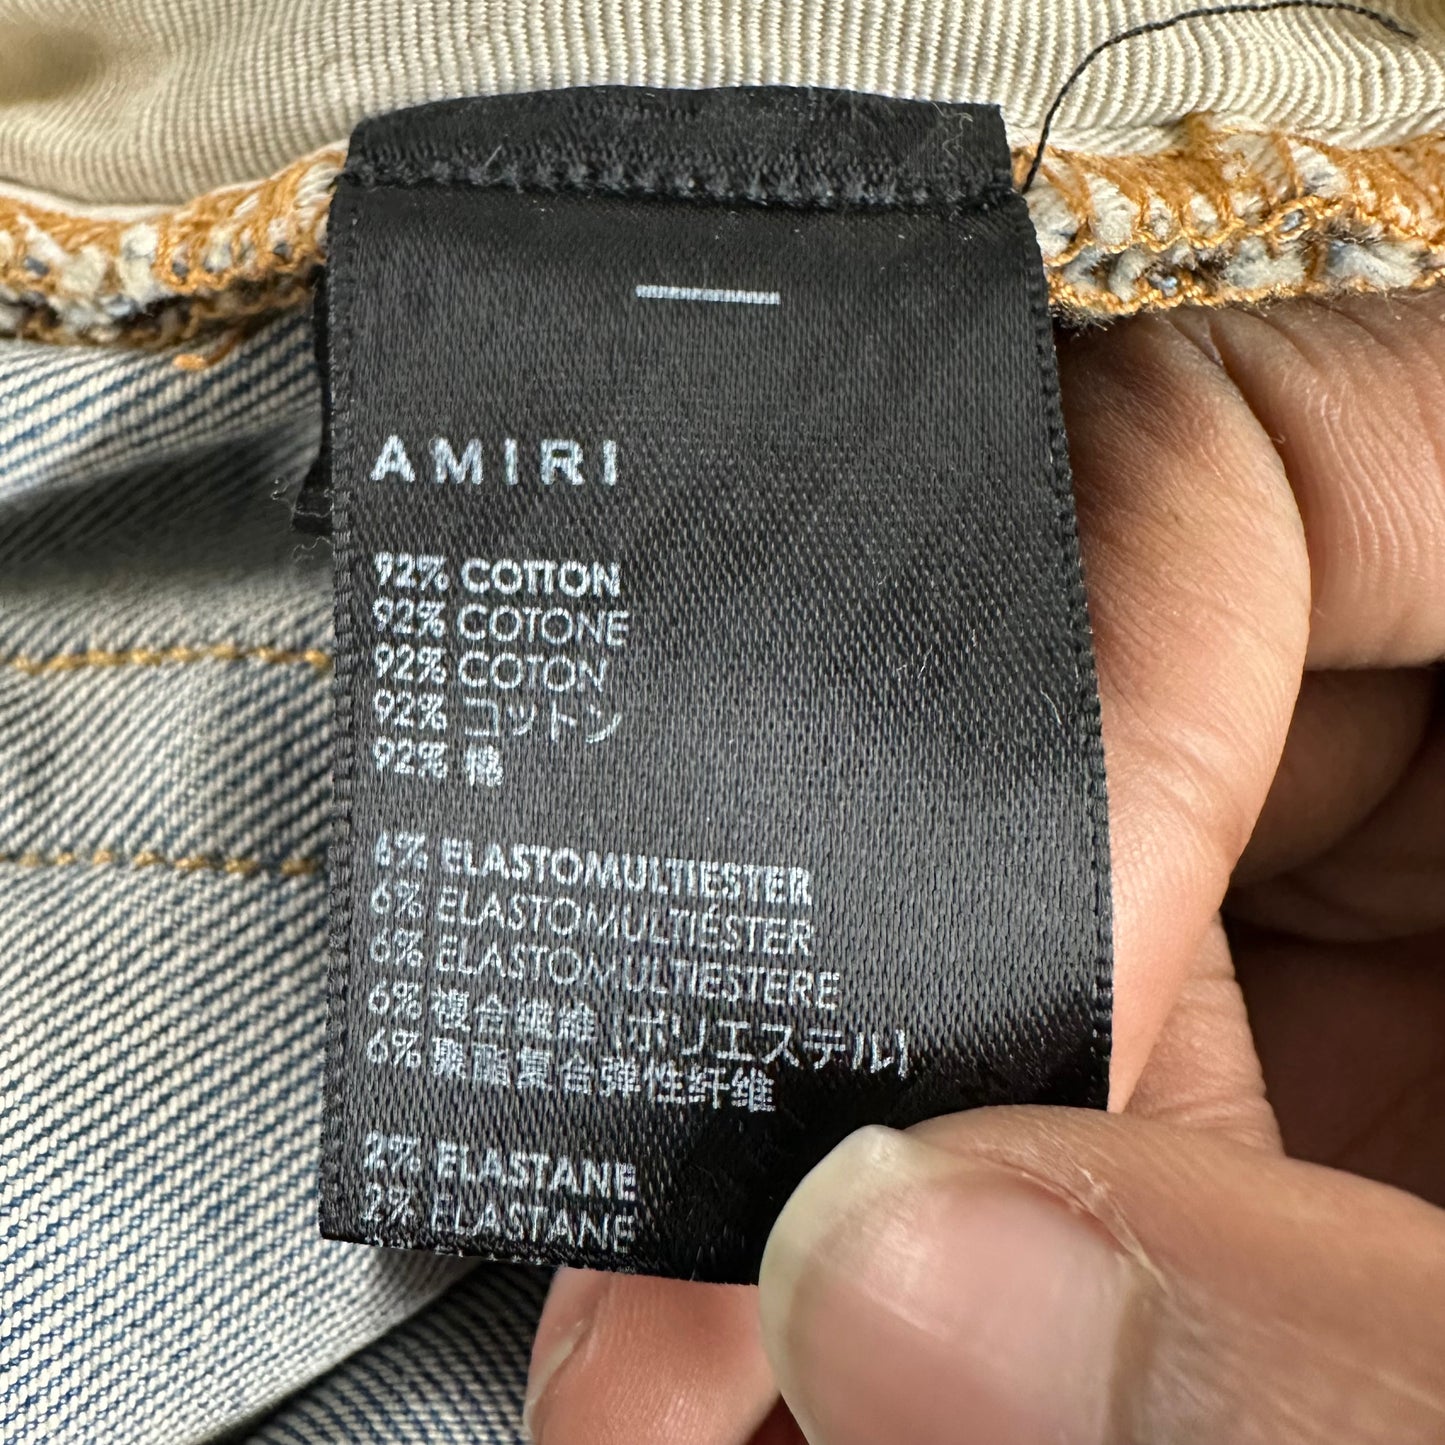 AMIRI
92% COTTON
92% COTONE
92% COTON
92% コットン
92% 棉
6% ELASTOMULTIESTER
6% ELASTOMULTIÉSTER
6% ELASTOMULTIESTERE
6% 複合繊維 (ポリエステル)
6% 聚酯复合弹性纤维
2% ELASTANE
2% ELASTANE